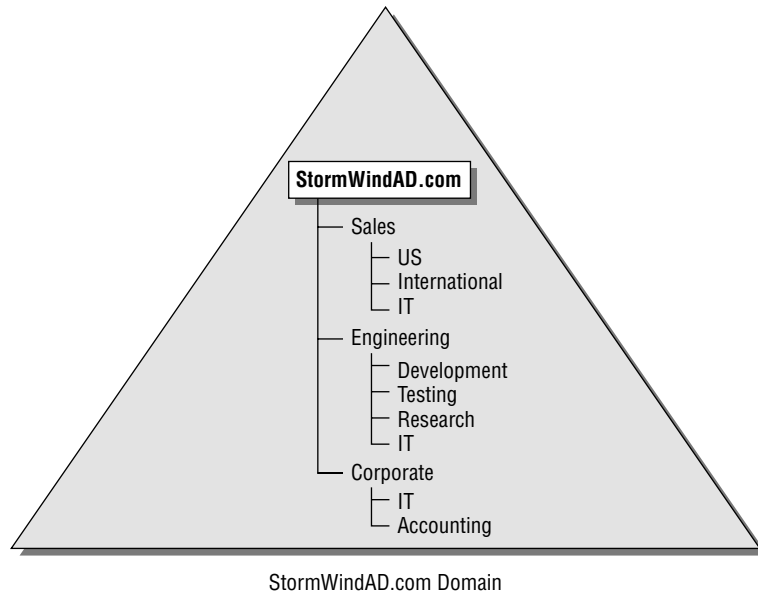 StormWindAD.com
Sales
US
International
IT
Engineering
Development
Testing
Research
IT
Corporate
IT
Accounting
StormWindAD.com Domain